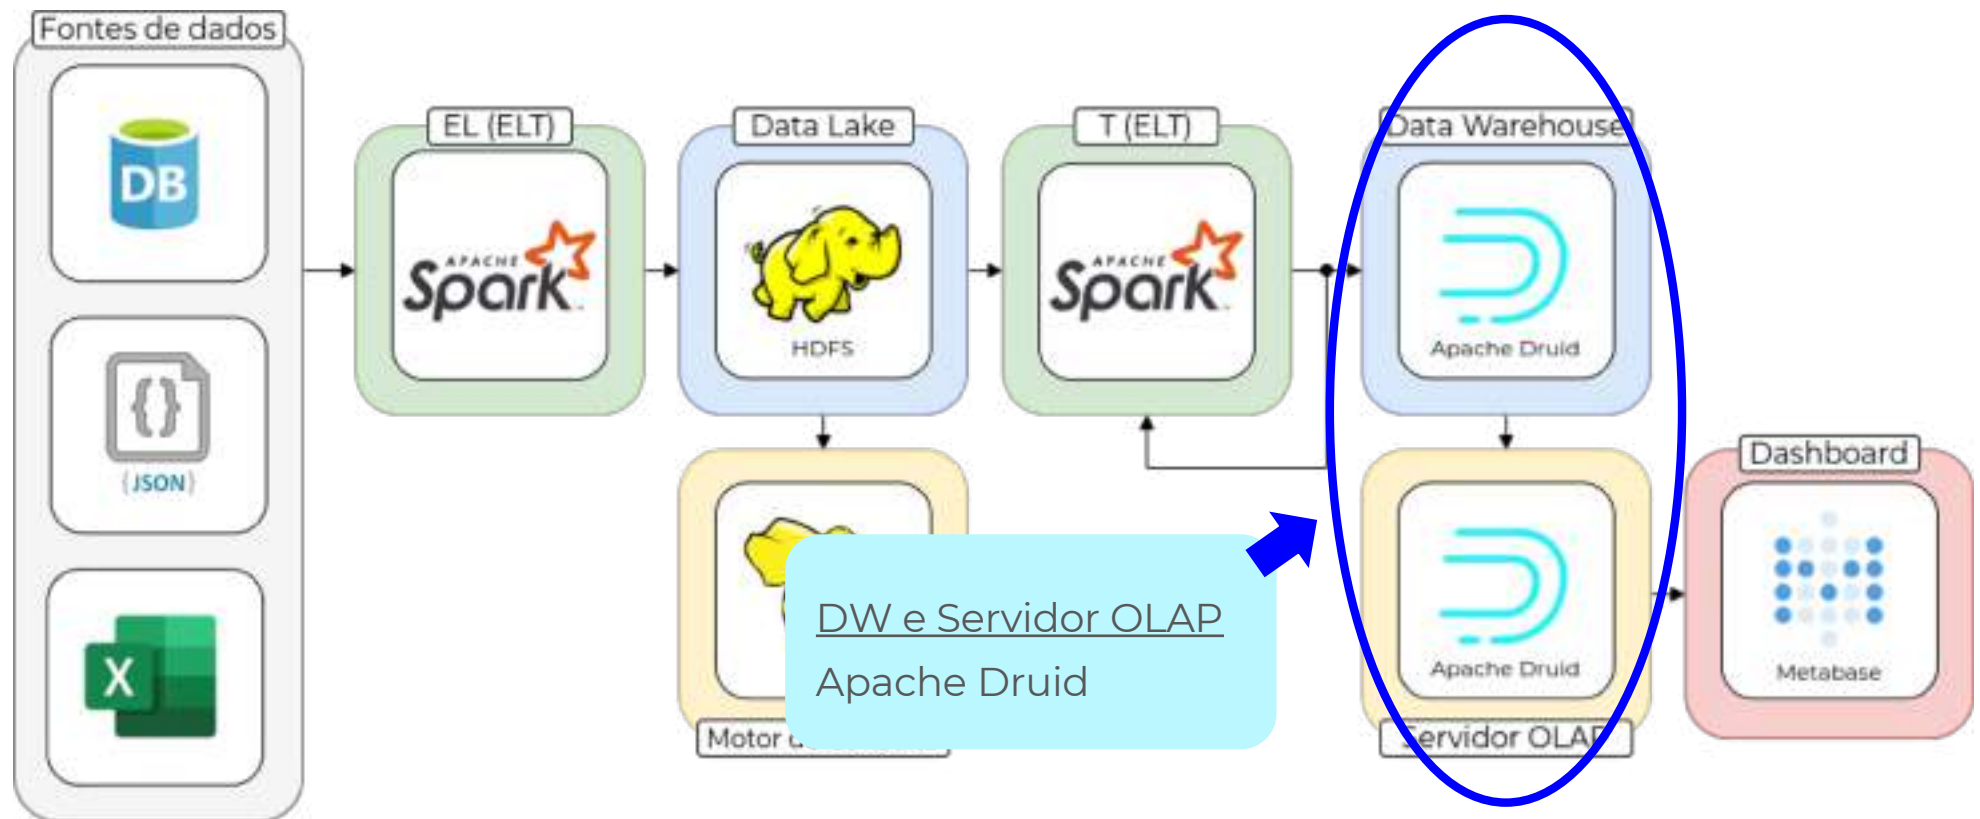 Fontes de dados
DB
{}
{JSON}
X
EL (ELT)
APACHE
Spark
Data Lake
HDFS
T (ELT)
APACHE
Spark
Data Warehouse
Apache Druid
Motor
DW e Servidor OLAP
Apache Druid
Apache Druid
Servidor OLAP
Dashboard
Metabase